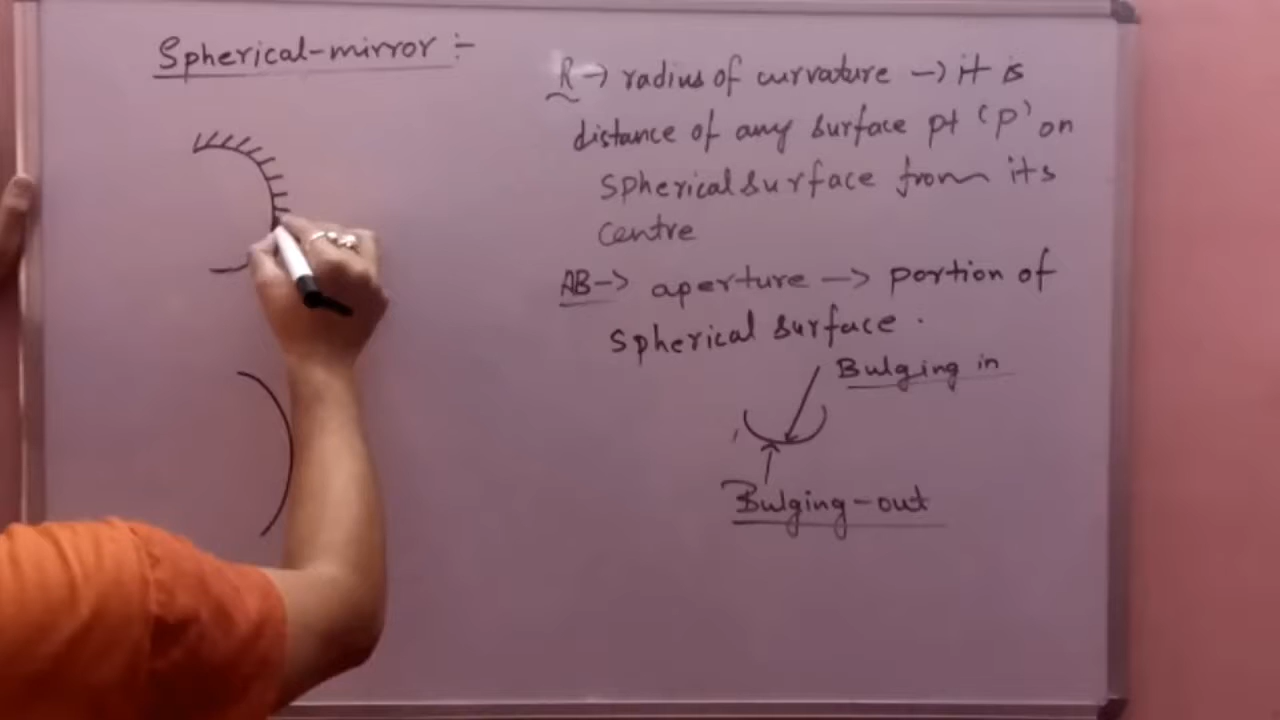 Spherical-mirror :-
R → radius of curvature → it is
distance of any surface pt 'P' on
spherical surface from its
centre
AB → aperture → portion of
spherical surface.
Bulging in
Bulging-out